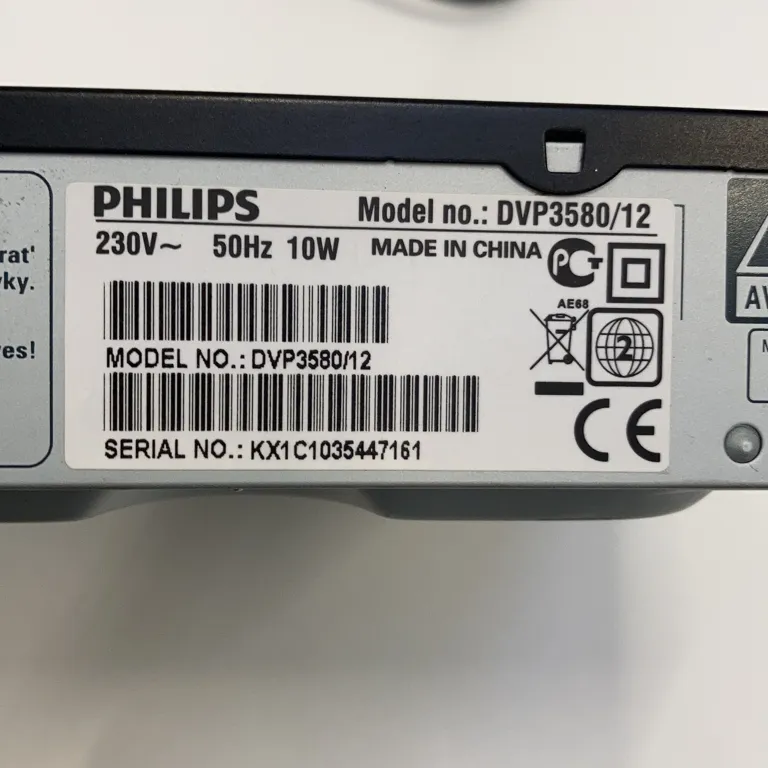 PHILIPS Model no.: DVP3580/12
230V~ 50Hz 10W MADE IN CHINA
AE68
2
MODEL NO.: DVP3580/12
SERIAL NO.: KX1C1035447161
CE
rat'
ky.
es!
AV